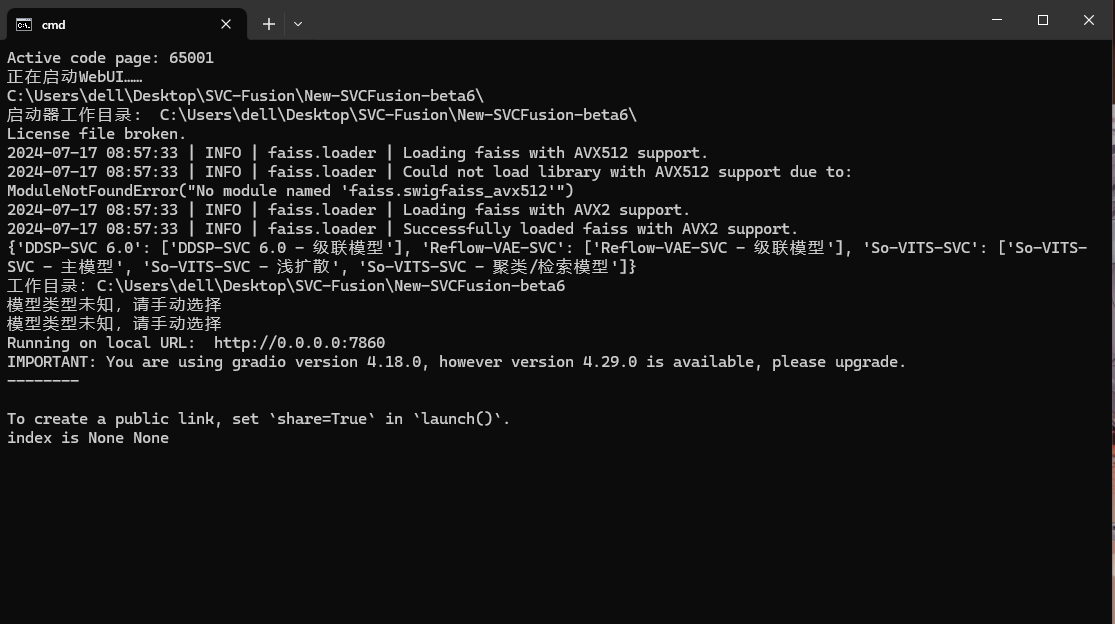 cmd
Active code page: 65001
正在启动WebUI……
C:\Users\dell\Desktop\SVC-Fusion\New-SVCFusion-beta6\
启动器工作目录： C:\Users\dell\Desktop\SVC-Fusion\New-SVCFusion-beta6\
License file broken.
2024-07-17 08:57:33 | INFO | faiss.loader | Loading faiss with AVX512 support.
2024-07-17 08:57:33 | INFO | faiss.loader | Could not load library with AVX512 support due to:
ModuleNotFoundError("No module named 'faiss.swigfaiss_avx512'")
2024-07-17 08:57:33 | INFO | faiss.loader | Loading faiss with AVX2 support.
2024-07-17 08:57:33 | INFO | faiss.loader | Successfully loaded faiss with AVX2 support.
{'DDSP-SVC 6.0': ['DDSP-SVC 6.0 - 级联模型'], 'Reflow-VAE-SVC': ['Reflow-VAE-SVC - 级联模型'], 'So-VITS-SVC': ['So-VITS-
SVC - 主模型', 'So-VITS-SVC - 浅扩散', 'So-VITS-SVC - 聚类/检索模型']}
工作目录: C:\Users\dell\Desktop\SVC-Fusion\New-SVCFusion-beta6
模型类型未知，请手动选择
模型类型未知，请手动选择
Running on local URL:  http://0.0.0.0:7860
IMPORTANT: You are using gradio version 4.18.0, however version 4.29.0 is available, please upgrade.
--------
To create a public link, set `share=True` in `launch()`.
index is None None